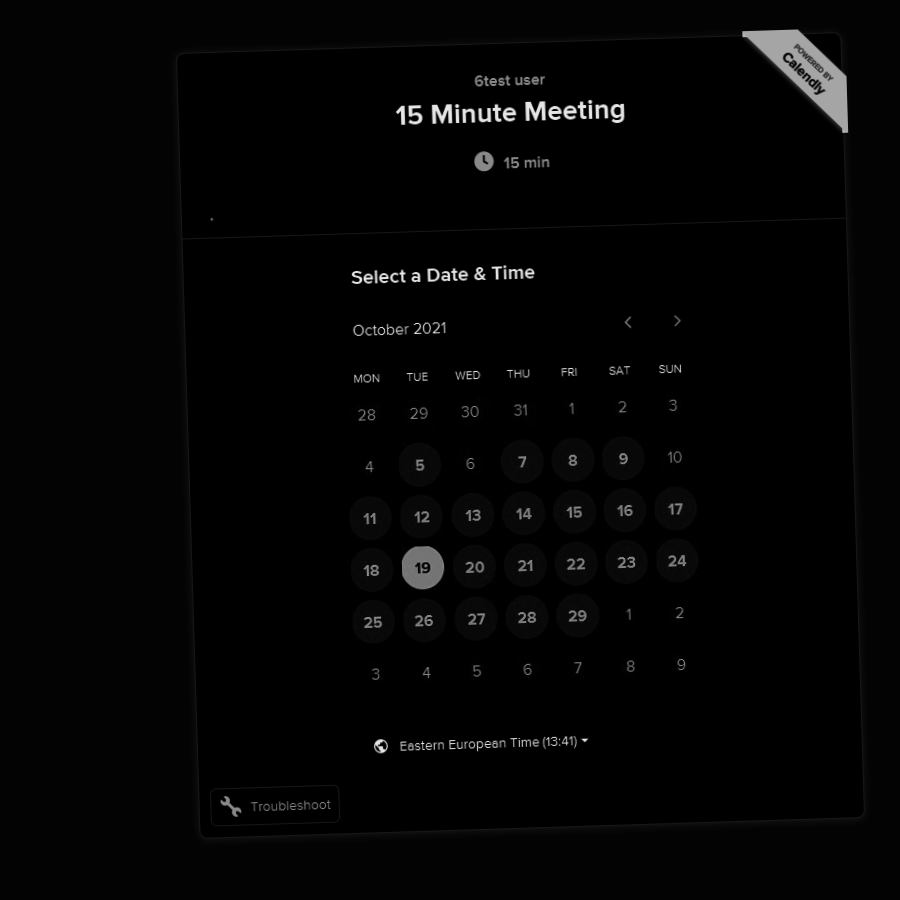 POWERED BY
Calendly
6test user
15 Minute Meeting
15 min
.
Select a Date & Time
October 2021
MON TUE WED THU FRI SAT SUN
28 29 30 31 1 2 3
4 5 6 7 8 9 10
11 12 13 14 15 16 17
18 19 20 21 22 23 24
25 26 27 28 29 1 2
3 4 5 6 7 8 9
Eastern European Time (13:41)
Troubleshoot